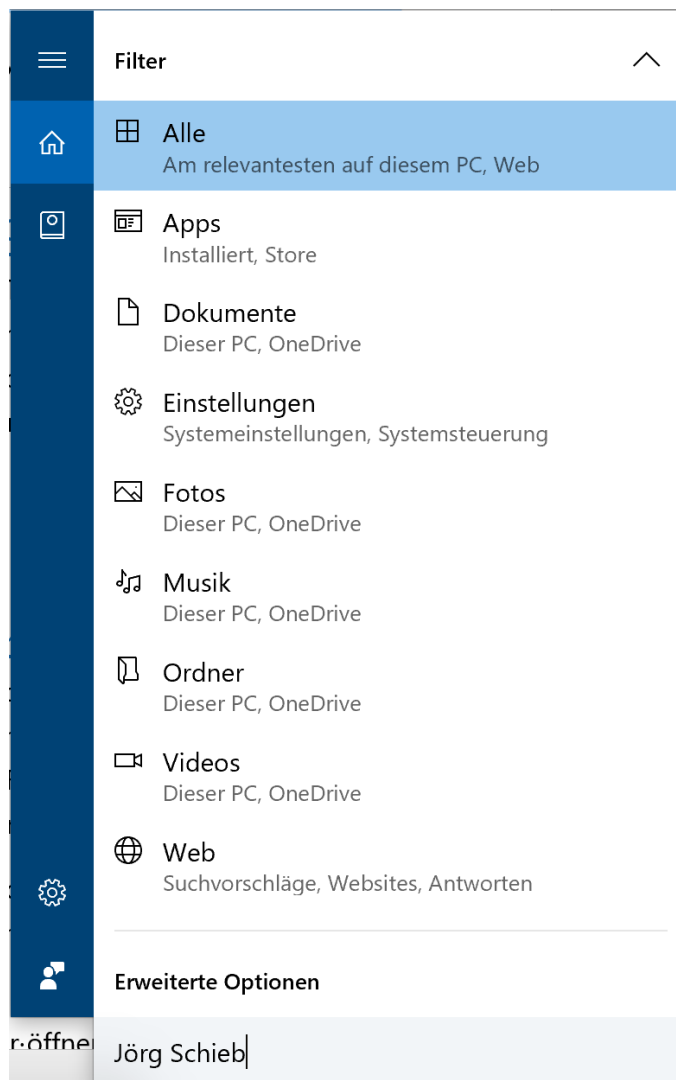 Filter
Alle
Am relevantesten auf diesem PC, Web
Apps
Installiert, Store
Dokumente
Dieser PC, OneDrive
Einstellungen
Systemeinstellungen, Systemsteuerung
Fotos
Dieser PC, OneDrive
Musik
Dieser PC, OneDrive
Ordner
Dieser PC, OneDrive
Videos
Dieser PC, OneDrive
Web
Suchvorschläge, Websites, Antworten
Erweiterte Optionen
Jörg Schieb